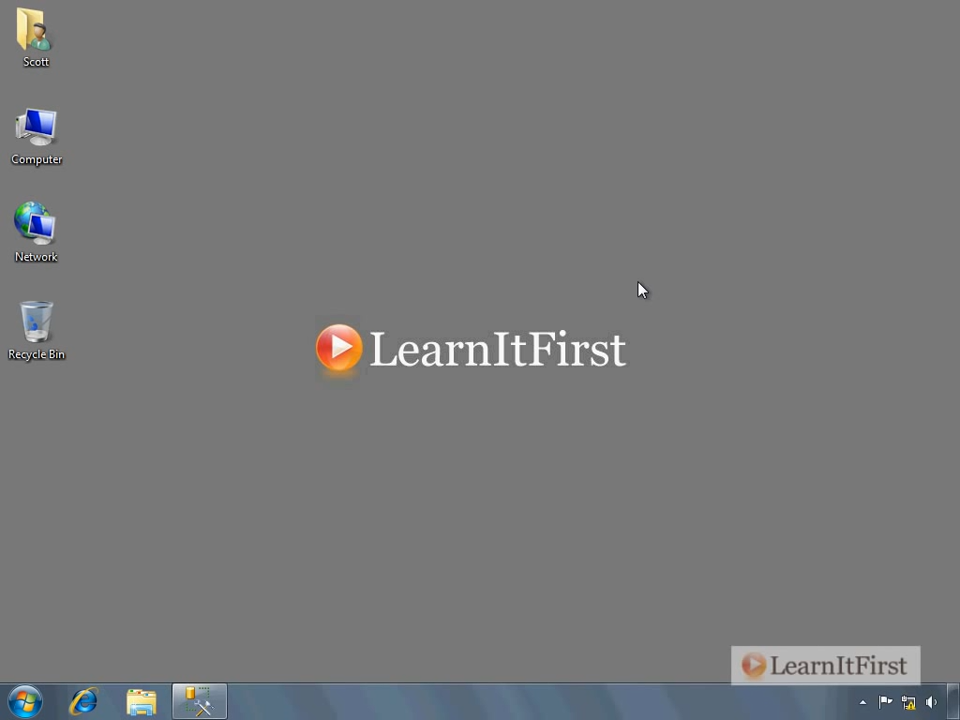 Scott
Computer
Network
Recycle Bin
LearnItFirst
LearnItFirst